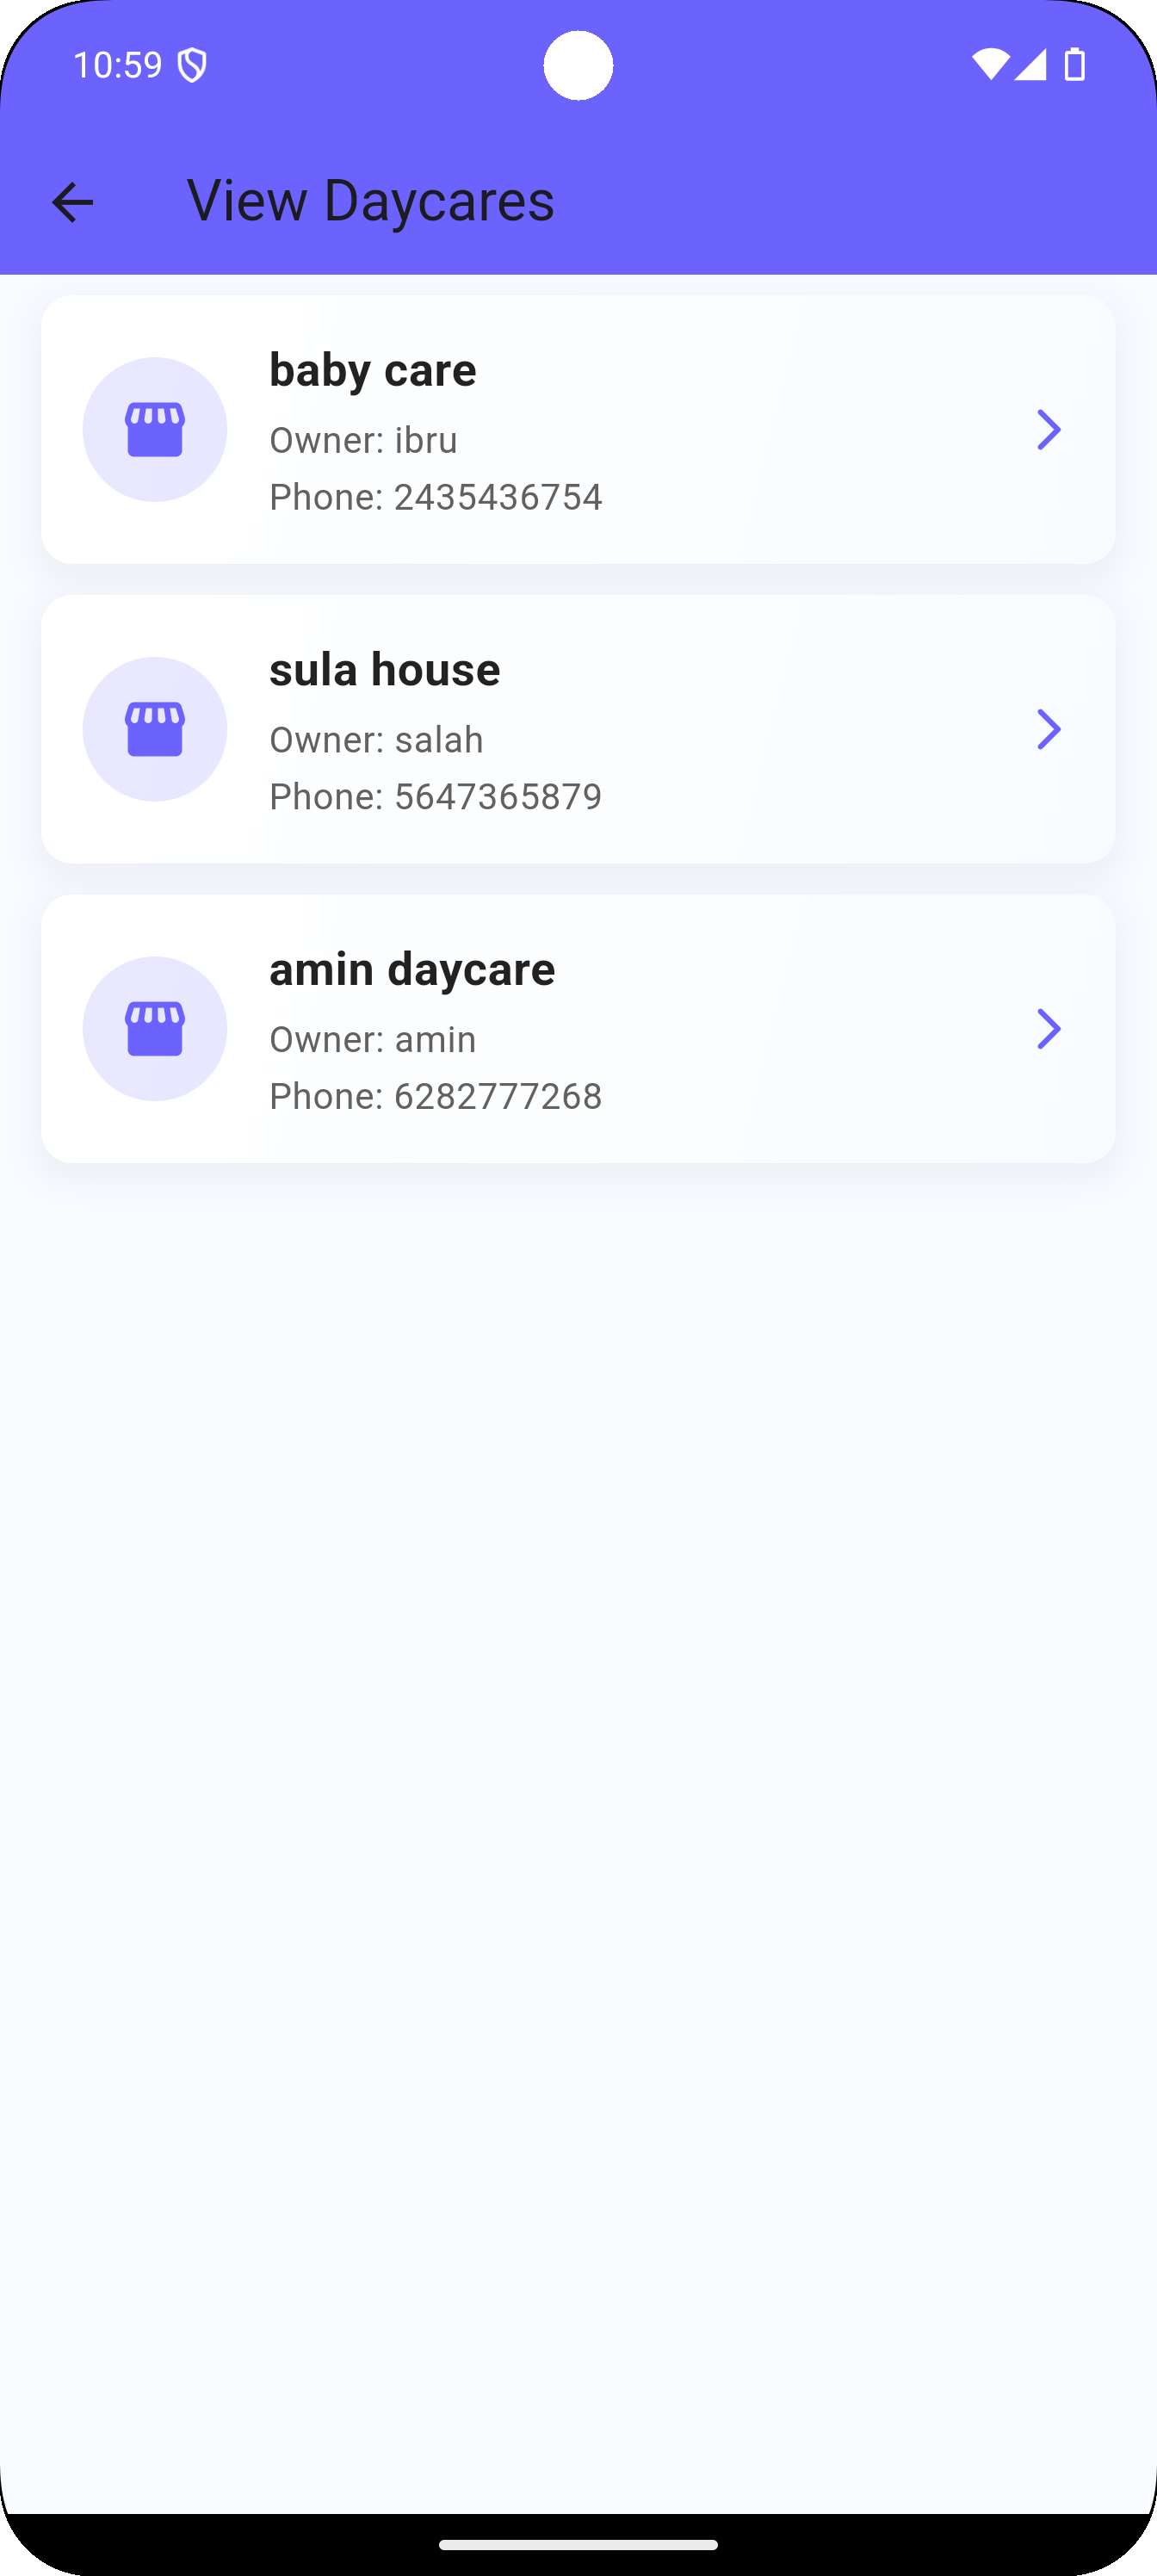 10:59
View Daycares
baby care
Owner: ibru
Phone: 2435436754
sula house
Owner: salah
Phone: 5647365879
amin daycare
Owner: amin
Phone: 6282777268